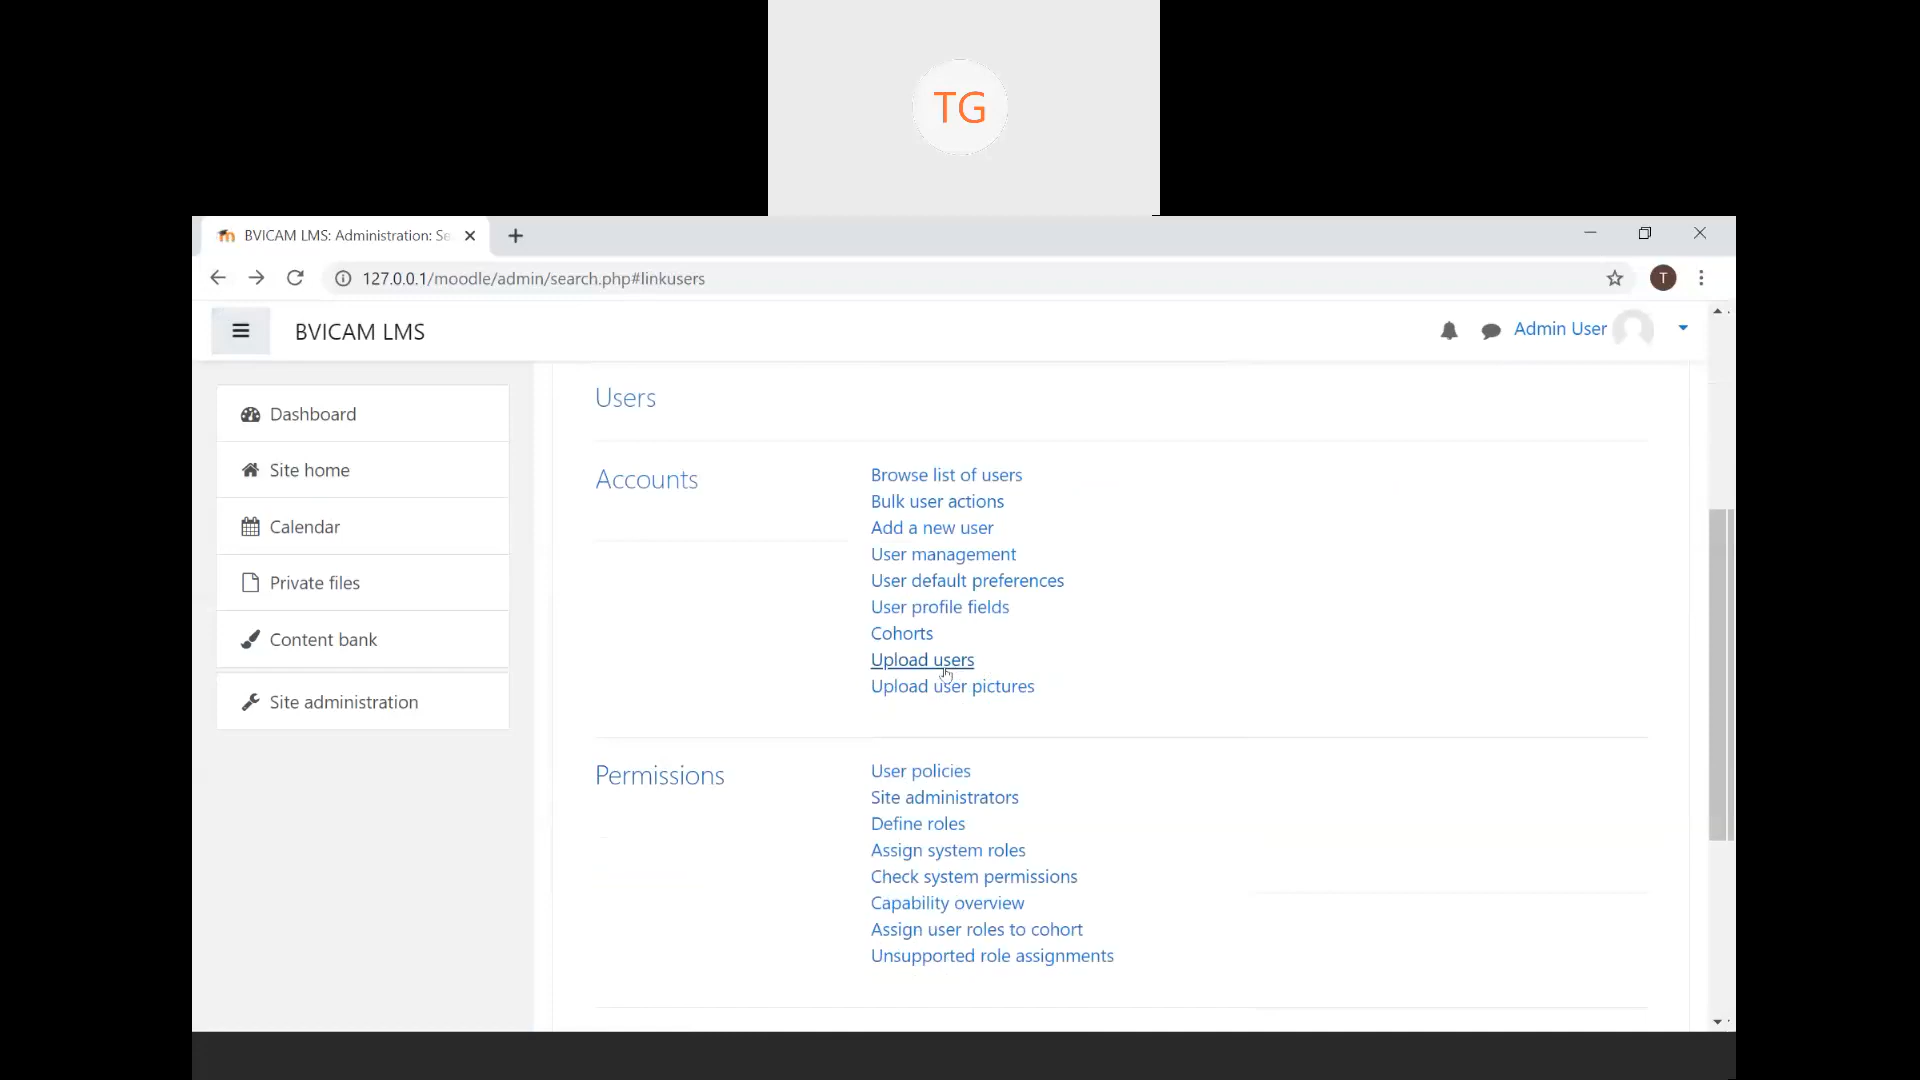 TG
BVICAM LMS: Administration: Se
127.0.0.1/moodle/admin/search.php#linkusers
T
BVICAM LMS
Admin User
Dashboard
Site home
Calendar
Private files
Content bank
Site administration
Users
Accounts
Browse list of users
Bulk user actions
Add a new user
User management
User default preferences
User profile fields
Cohorts
Upload users
Upload user pictures
Permissions
User policies
Site administrators
Define roles
Assign system roles
Check system permissions
Capability overview
Assign user roles to cohort
Unsupported role assignments